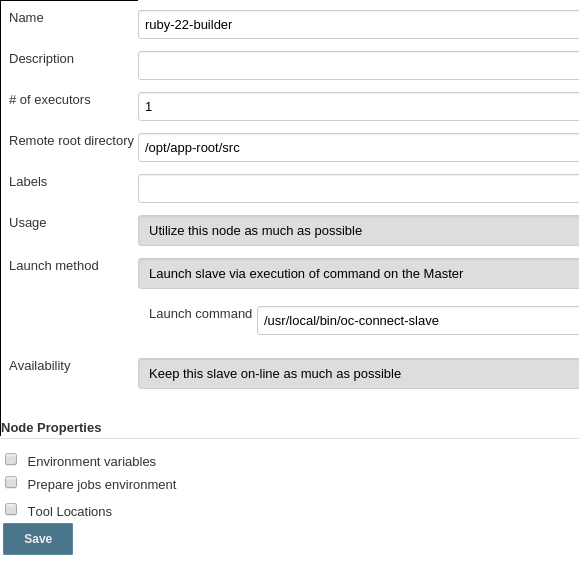 Name
ruby-22-builder
Description
# of executors
1
Remote root directory
/opt/app-root/src
Labels
Usage
Utilize this node as much as possible
Launch method
Launch slave via execution of command on the Master
Launch command
/usr/local/bin/oc-connect-slave
Availability
Keep this slave on-line as much as possible
Node Properties
Environment variables
Prepare jobs environment
Tool Locations
Save